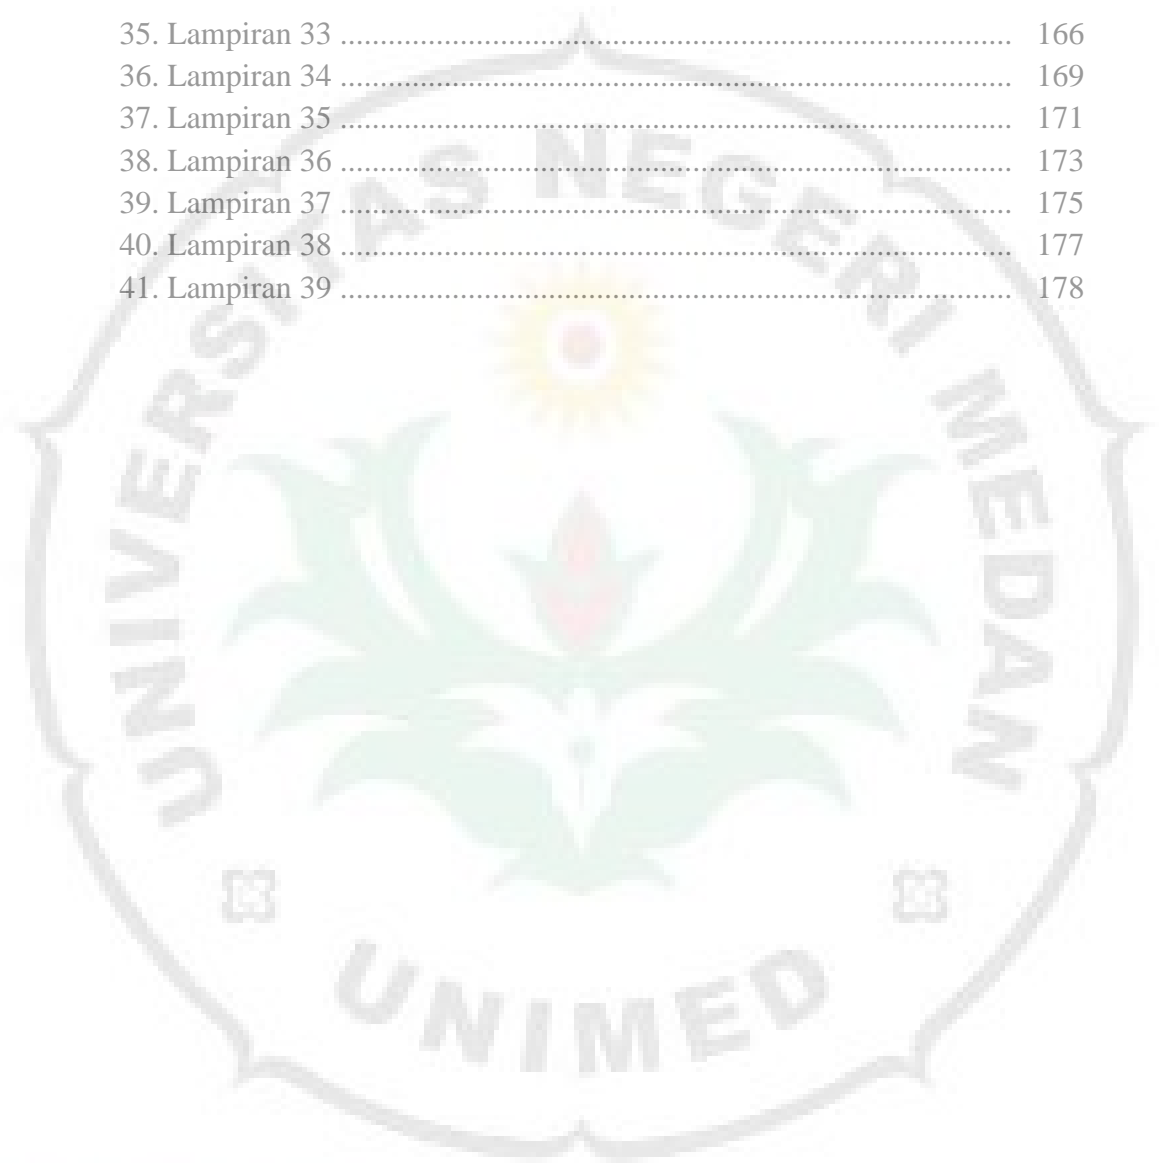 35. Lampiran 33 ..................................................................................... 166
36. Lampiran 34 ..................................................................................... 169
37. Lampiran 35 ..................................................................................... 171
38. Lampiran 36 ..................................................................................... 173
39. Lampiran 37 ..................................................................................... 175
40. Lampiran 38 ..................................................................................... 177
41. Lampiran 39 ..................................................................................... 178
UNIVERSITAS NEGERI MEDAN
UNIMED